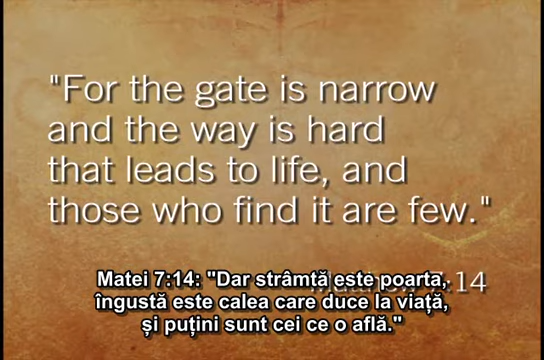 "For the gate is narrow
and the way is hard
that leads to life, and
those who find it are few."
Matei 7:14: "Dar strâmtă este poarta,
îngustă este calea care duce la viață,
și puțini sunt cei ce o află."
7:14